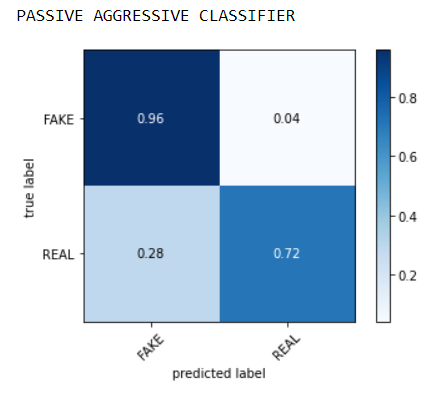 PASSIVE AGGRESSIVE CLASSIFIER
true label
FAKE
0.96
0.04
REAL
0.28
0.72
FAKE
REAL
predicted label
0.8
0.6
0.4
0.2